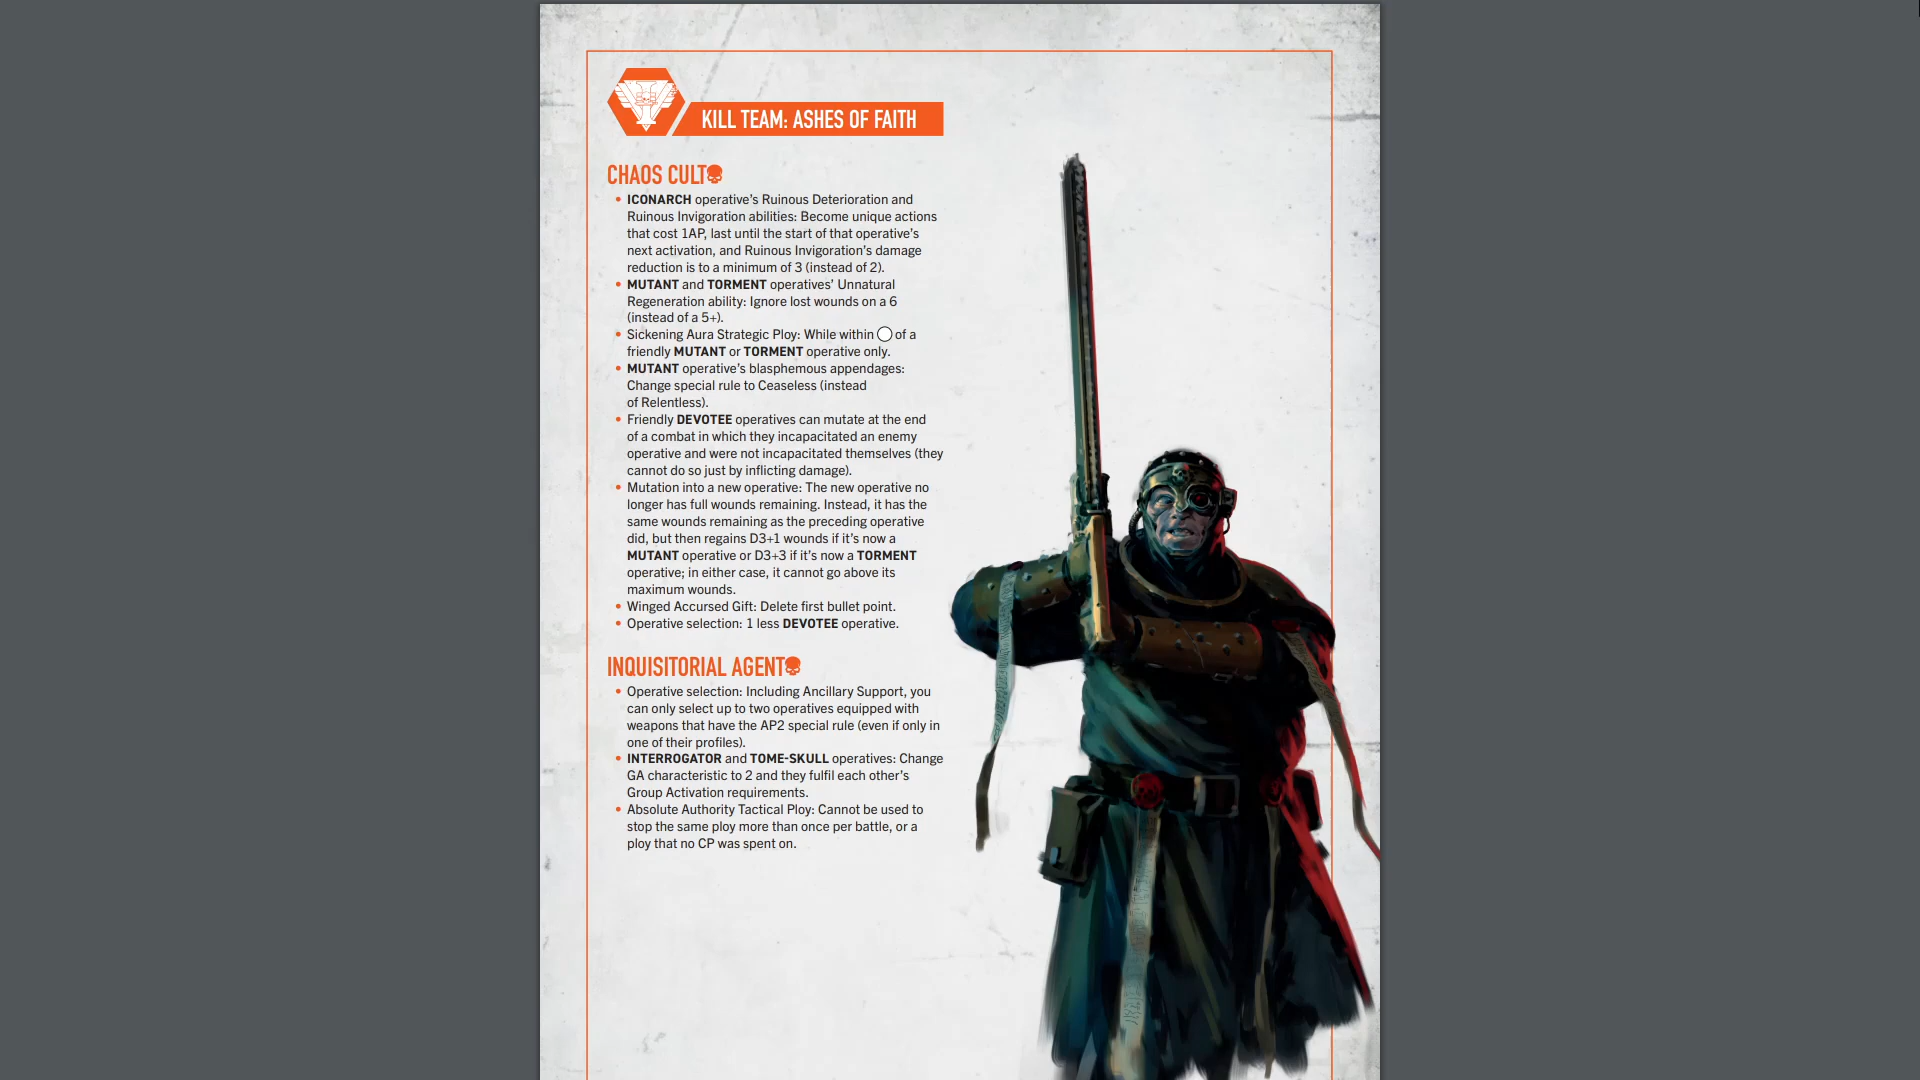 KILL TEAM: ASHES OF FAITH
CHAOS CULT
• ICONARCH operative’s Ruinous Deterioration and
Ruinous Invigoration abilities: Become unique actions
that cost 1AP, last until the start of that operative’s
next activation, and Ruinous Invigoration’s damage
reduction is to a minimum of 3 (instead of 2).
• MUTANT and TORMENT operatives’ Unnatural
Regeneration ability: Ignore lost wounds on a 6
(instead of a 5+).
• Sickening Aura Strategic Ploy: While within ◯ of a
friendly MUTANT or TORMENT operative only.
• MUTANT operative’s blasphemous appendages:
Change special rule to Ceaseless (instead
of Relentless).
• Friendly DEVOTEE operatives can mutate at the end
of a combat in which they incapacitated an enemy
operative and were not incapacitated themselves (they
cannot do so just by inflicting damage).
• Mutation into a new operative: The new operative no
longer has full wounds remaining. Instead, it has the
same wounds remaining as the preceding operative
did, but then regains D3+1 wounds if it’s now a
MUTANT operative or D3+3 if it’s now a TORMENT
operative; in either case, it cannot go above its
maximum wounds.
• Winged Accursed Gift: Delete first bullet point.
• Operative selection: 1 less DEVOTEE operative.
INQUISITORIAL AGENT
• Operative selection: Including Ancillary Support, you
can only select up to two operatives equipped with
weapons that have the AP2 special rule (even if only in
one of their profiles).
• INTERROGATOR and TOME-SKULL operatives: Change
GA characteristic to 2 and they fulfil each other’s
Group Activation requirements.
• Absolute Authority Tactical Ploy: Cannot be used to
stop the same ploy more than once per battle, or a
ploy that no CP was spent on.